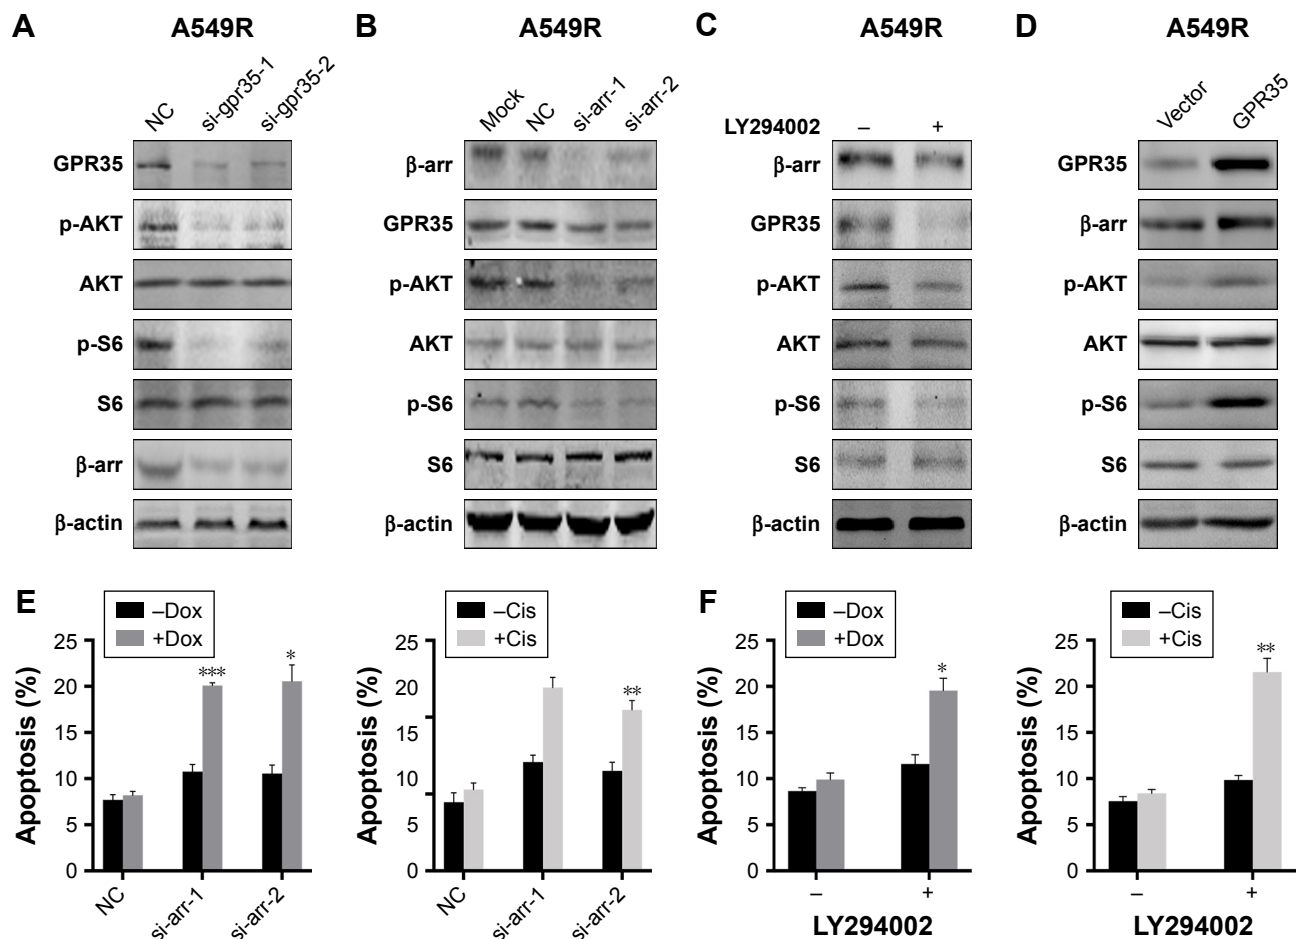 A
A549R
NC
si-gpr35-1
si-gpr35-2
GPR35
p-AKT
AKT
p-S6
S6
β-arr
β-actin
B
A549R
Mock
NC
si-arr-1
si-arr-2
β-arr
GPR35
p-AKT
AKT
p-S6
S6
β-actin
C
A549R
LY294002 – +
β-arr
GPR35
p-AKT
AKT
p-S6
S6
β-actin
D
A549R
Vector
GPR35
GPR35
β-arr
p-AKT
AKT
p-S6
S6
β-actin
E
–Dox
+Dox
Apoptosis (%)
25
20
15
10
5
0
***
*
NC
si-arr-1
si-arr-2
–Cis
+Cis
Apoptosis (%)
25
20
15
10
5
0
**
NC
si-arr-1
si-arr-2
F
–Dox
+Dox
Apoptosis (%)
25
20
15
10
5
0
*
– +
LY294002
–Cis
+Cis
Apoptosis (%)
25
20
15
10
5
0
**
– +
LY294002